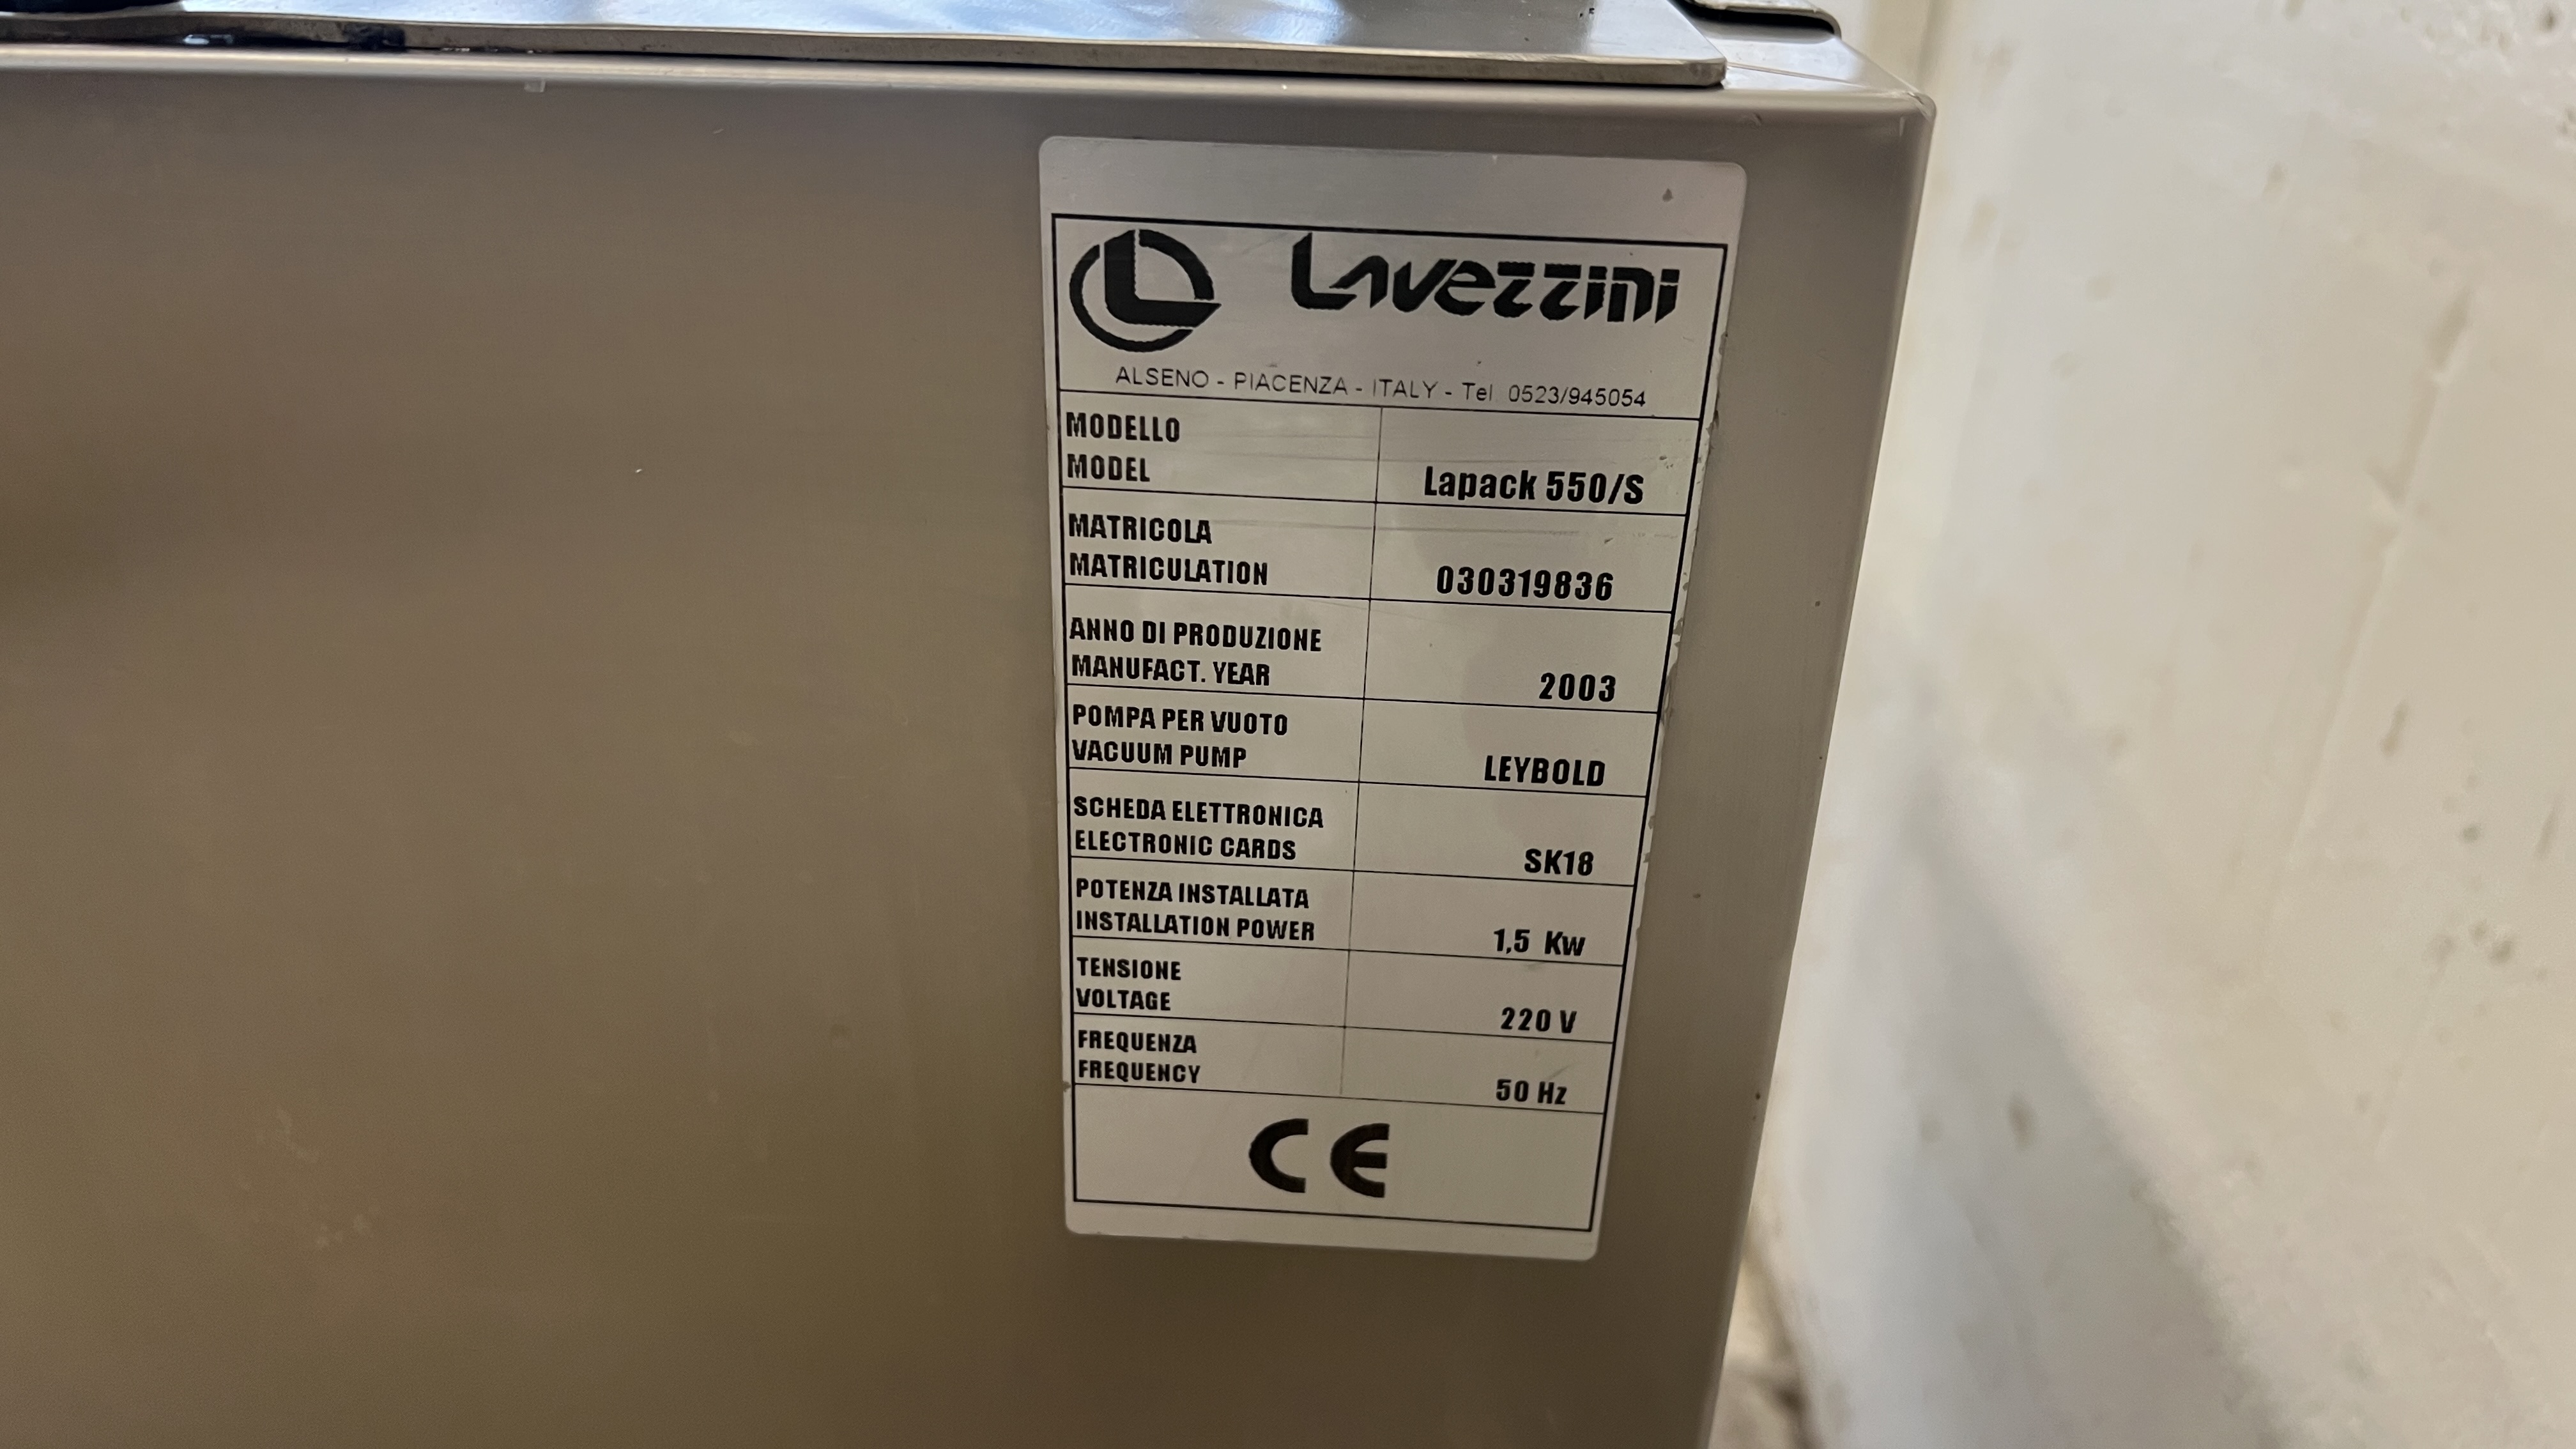 Lavezzini
ALSENO - PIACENZA - ITALY - Tel 0523/945054
MODELLO
MODEL
Lapack 550/S
MATRICOLA
MATRICULATION
030319836
ANNO DI PRODUZIONE
MANUFACT. YEAR
2003
POMPA PER VUOTO
VACUUM PUMP
LEYBOLD
SCHEDA ELETTRONICA
ELECTRONIC CARDS
SK18
POTENZA INSTALLATA
INSTALLATION POWER
1,5 Kw
TENSIONE
VOLTAGE
220 V
FREQUENZA
FREQUENCY
50 Hz
CE